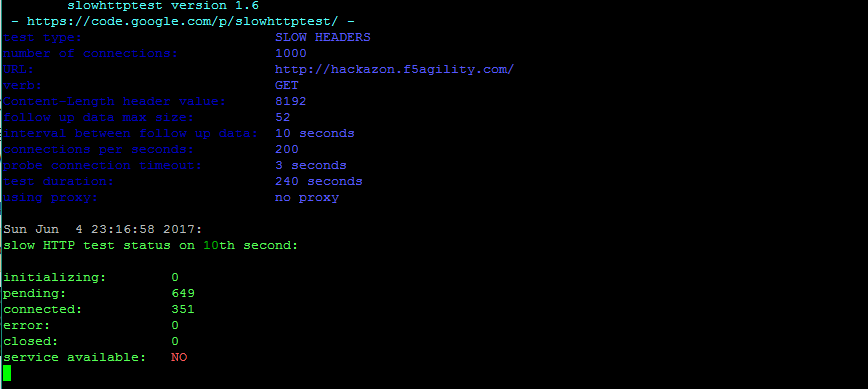 slowhttptest version 1.6
- https://code.google.com/p/slowhttptest/ -
test type: SLOW HEADERS
number of connections: 1000
URL: http://hackazon.f5agility.com/
verb: GET
Content-Length header value: 8192
follow up data max size: 52
interval between follow up data: 10 seconds
connections per seconds: 200
probe connection timeout: 3 seconds
test duration: 240 seconds
using proxy: no proxy
Sun Jun 4 23:16:58 2017:
slow HTTP test status on 10th second:
initializing: 0
pending: 649
connected: 351
error: 0
closed: 0
service available: NO